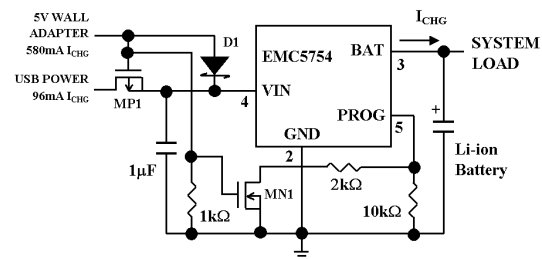 5V WALL
ADAPTER
580mA I_CHG
USB POWER
96mA I_CHG
MP1
D1
I_CHG
EMC5754
BAT
3
SYSTEM
LOAD
4
VIN
PROG
5
GND
2
1μF
1kΩ
MN1
2kΩ
10kΩ
+
Li-ion
Battery